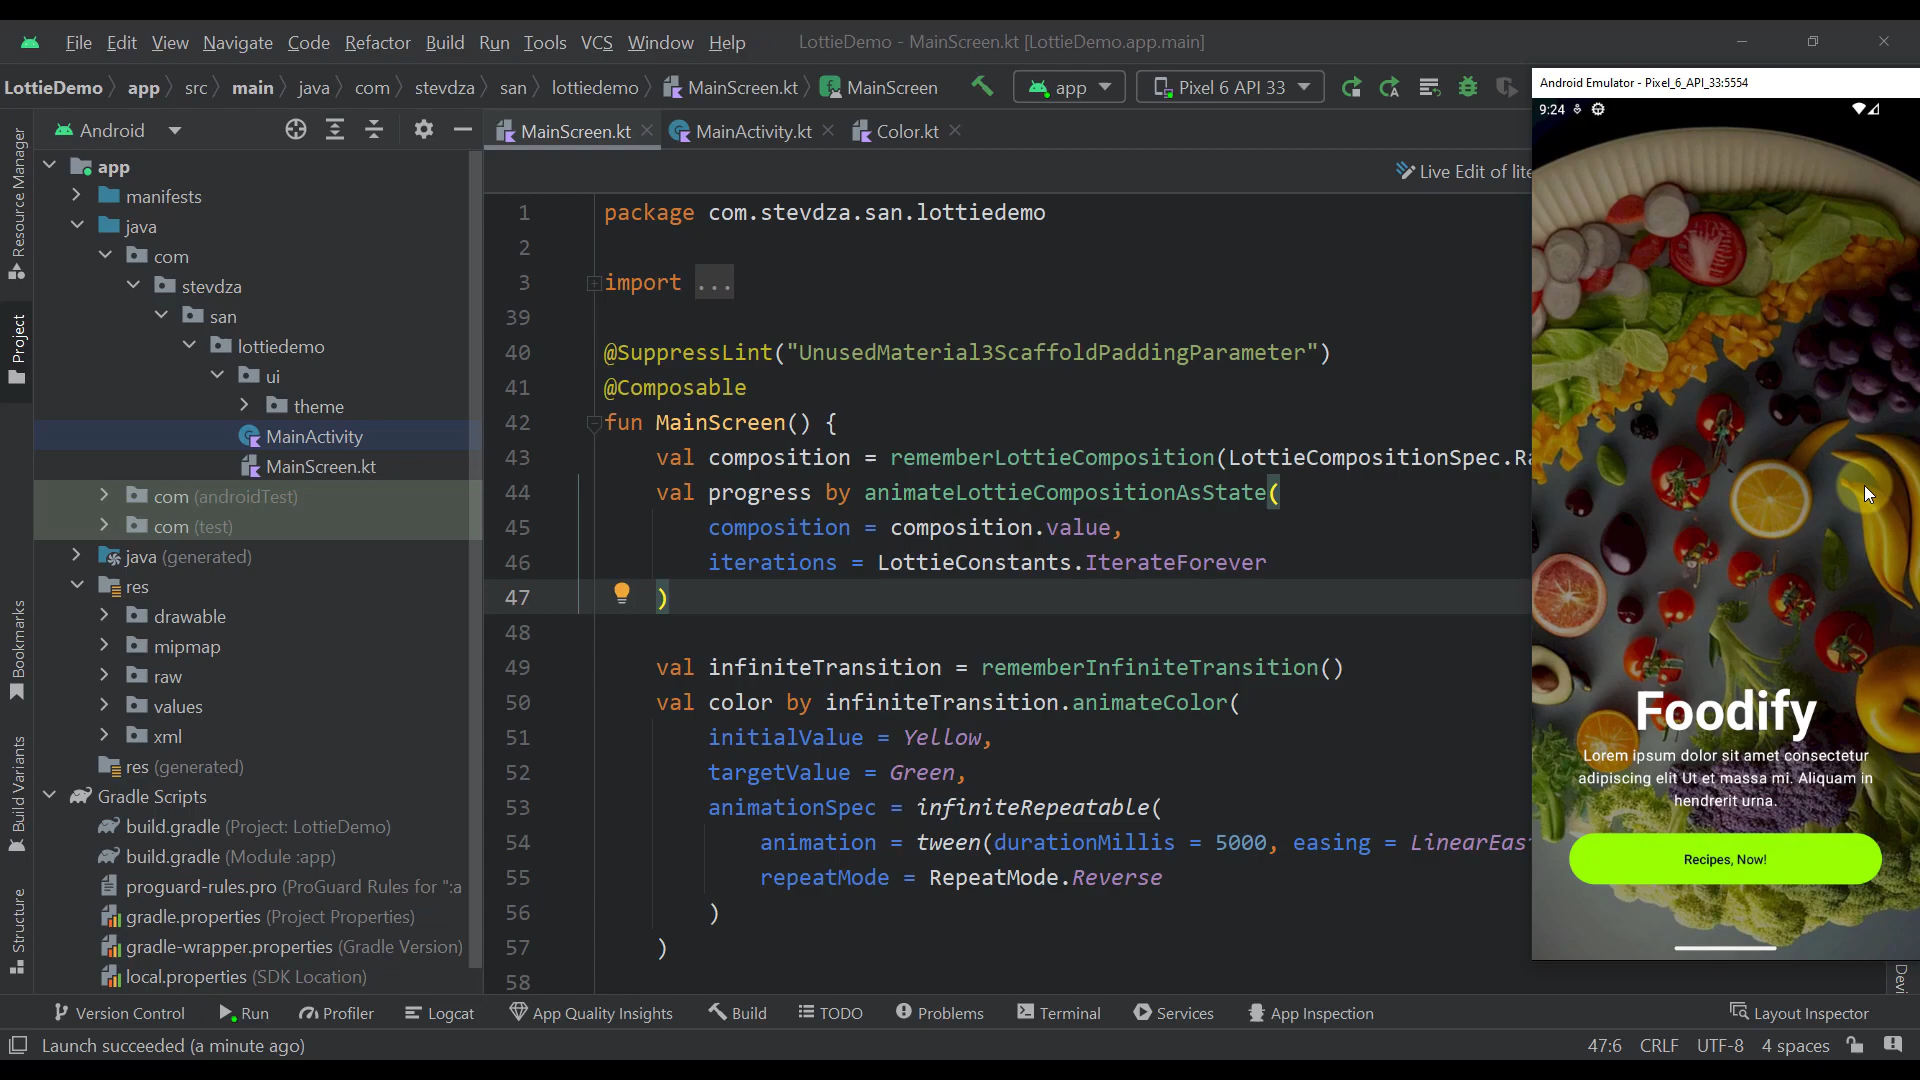 File Edit View Navigate Code Refactor Build Run Tools VCS Window Help LottieDemo - MainScreen.kt [LottieDemo.app.main]
LottieDemo app src main java com stevdza san lottiedemo MainScreen.kt MainScreen app Pixel 6 API 33
Android
MainScreen.kt MainActivity.kt Color.kt
Live Edit of lite
Resource Manager
Project
Bookmarks
Build Variants
Structure
app
manifests
java
com
stevdza
san
lottiedemo
ui
theme
MainActivity
MainScreen.kt
com (androidTest)
com (test)
java (generated)
res
drawable
mipmap
raw
values
xml
res (generated)
Gradle Scripts
build.gradle (Project: LottieDemo)
build.gradle (Module :app)
proguard-rules.pro (ProGuard Rules for ":a
gradle.properties (Project Properties)
gradle-wrapper.properties (Gradle Version)
local.properties (SDK Location)
1 package com.stevdza.san.lottiedemo
2
3 import ...
39
40 @SuppressLint("UnusedMaterial3ScaffoldPaddingParameter")
41 @Composable
42 fun MainScreen() {
43 val composition = rememberLottieComposition(LottieCompositionSpec.Ra
44 val progress by animateLottieCompositionAsState(
45 composition = composition.value,
46 iterations = LottieConstants.IterateForever
47 )
48
49 val infiniteTransition = rememberInfiniteTransition()
50 val color by infiniteTransition.animateColor(
51 initialValue = Yellow,
52 targetValue = Green,
53 animationSpec = infiniteRepeatable(
54 animation = tween(durationMillis = 5000, easing = LinearEas
55 repeatMode = RepeatMode.Reverse
56 )
57 )
58
Android Emulator - Pixel_6_API_33:5554
9:24
Foodify
Lorem ipsum dolor sit amet consectetur
adipiscing elit Ut et massa mi. Aliquam in
hendrerit urna.
Recipes, Now!
Devi
Version Control Run Profiler Logcat App Quality Insights Build TODO Problems Terminal Services App Inspection Layout Inspector
Launch succeeded (a minute ago) 47:6 CRLF UTF-8 4 spaces